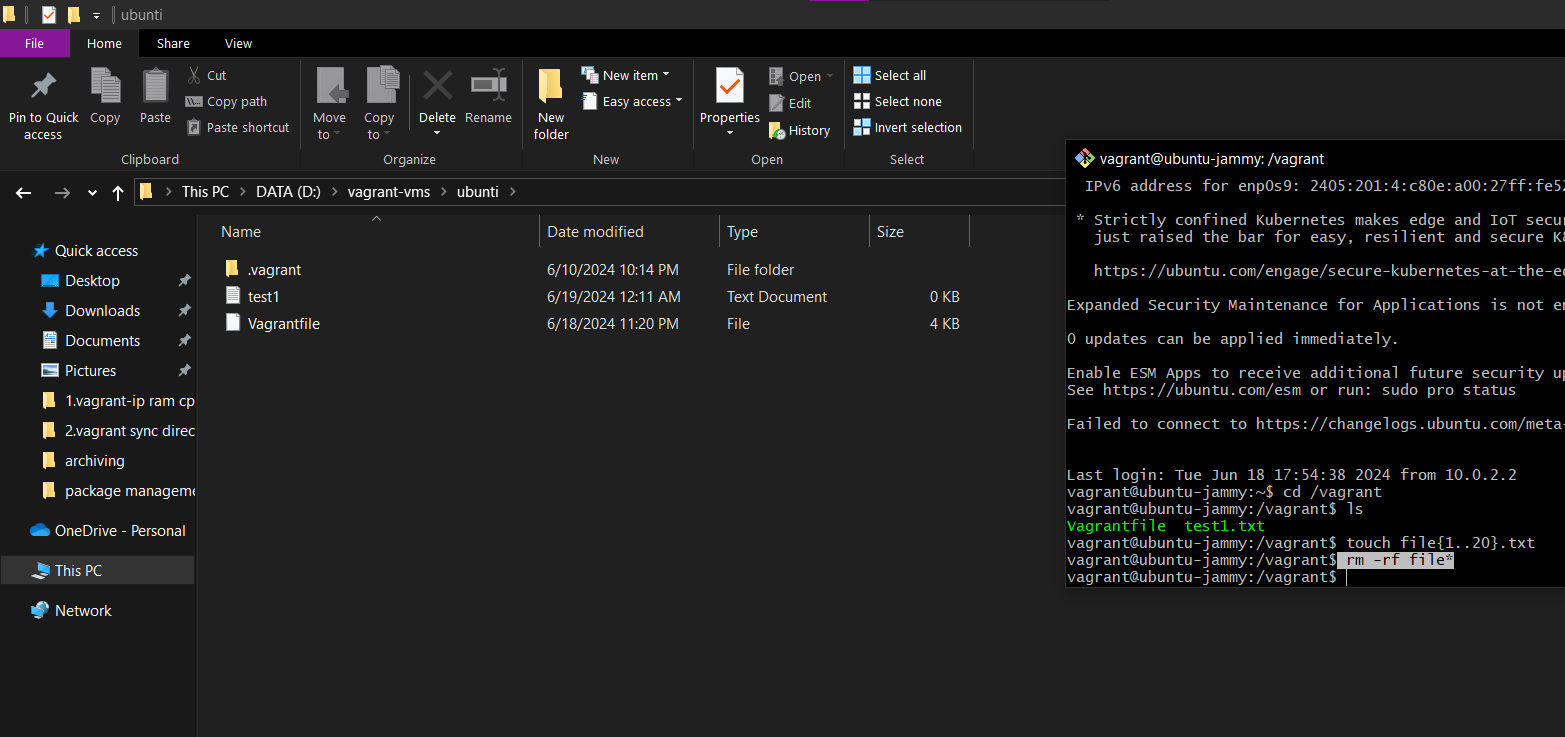 ubunti
File Home Share View
Pin to Quick access
Copy
Paste
Cut
Copy path
Paste shortcut
Clipboard
Move to
Copy to
Delete
Rename
Organize
New folder
New item
Easy access
New
Properties
Open
Edit
History
Open
Select all
Select none
Invert selection
Select
This PC > DATA (D:) > vagrant-vms > ubunti >
Quick access
Desktop
Downloads
Documents
Pictures
1.vagrant-ip ram cp
2.vagrant sync direc
archiving
package manageme
OneDrive - Personal
This PC
Network
Name Date modified Type Size
.vagrant 6/10/2024 10:14 PM File folder
test1 6/19/2024 12:11 AM Text Document 0 KB
Vagrantfile 6/18/2024 11:20 PM File 4 KB
vagrant@ubuntu-jammy: /vagrant
IPv6 address for enp0s9: 2405:201:4:c80e:a00:27ff:fe52
* Strictly confined Kubernetes makes edge and IoT secu
just raised the bar for easy, resilient and secure K8
https://ubuntu.com/engage/secure-kubernetes-at-the-ed
Expanded Security Maintenance for Applications is not en
0 updates can be applied immediately.
Enable ESM Apps to receive additional future security up
See https://ubuntu.com/esm or run: sudo pro status
Failed to connect to https://changelogs.ubuntu.com/meta-
Last login: Tue Jun 18 17:54:38 2024 from 10.0.2.2
vagrant@ubuntu-jammy:~$ cd /vagrant
vagrant@ubuntu-jammy:/vagrant$ ls
Vagrantfile test1.txt
vagrant@ubuntu-jammy:/vagrant$ touch file{1..20}.txt
vagrant@ubuntu-jammy:/vagrant$ rm -rf file*
vagrant@ubuntu-jammy:/vagrant$